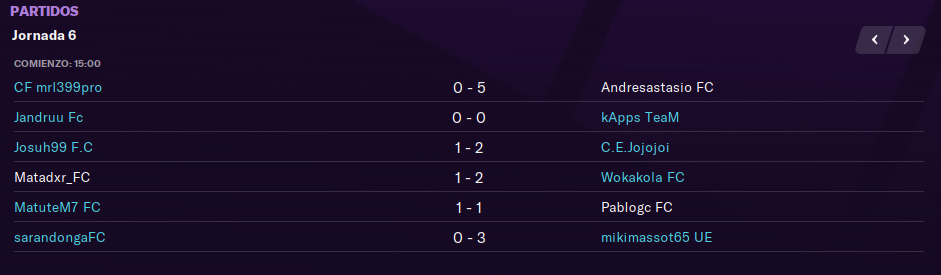 PARTIDOS
Jornada 6
COMIENZO: 15:00
CF mrl399pro 0 - 5 Andresastasio FC
Jandruu Fc 0 - 0 kApps TeaM
Josuh99 F.C 1 - 2 C.E.Jojojoi
Matadxr_FC 1 - 2 Wokakola FC
MatuteM7 FC 1 - 1 Pablogc FC
sarandongaFC 0 - 3 mikimassot65 UE